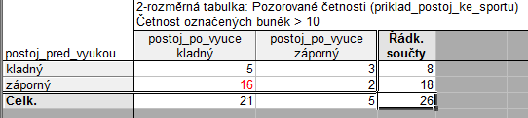 2-rozměrná tabulka: Pozorované četnosti (priklad_postoj_ke_sportu)
Četnost označených buněk > 10
postoj_pred_vyukou postoj_po_vyuce kladný postoj_po_vyuce záporný Řádk. součty
kladný 5 3 8
záporný 16 2 18
Celk. 21 5 26